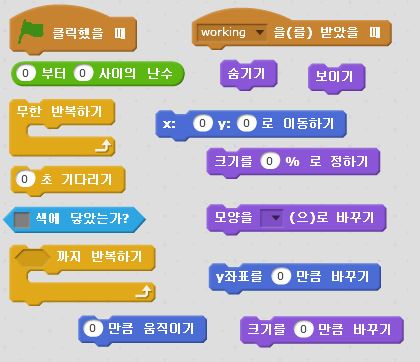 클릭했을 때
working 을(를) 받았을 때
0 부터 0 사이의 난수
숨기기
보이기
무한 반복하기
x: 0 y: 0 로 이동하기
크기를 0 % 로 정하기
0 초 기다리기
색에 닿았는가?
모양을 (으)로 바꾸기
까지 반복하기
y좌표를 0 만큼 바꾸기
0 만큼 움직이기
크기를 0 만큼 바꾸기